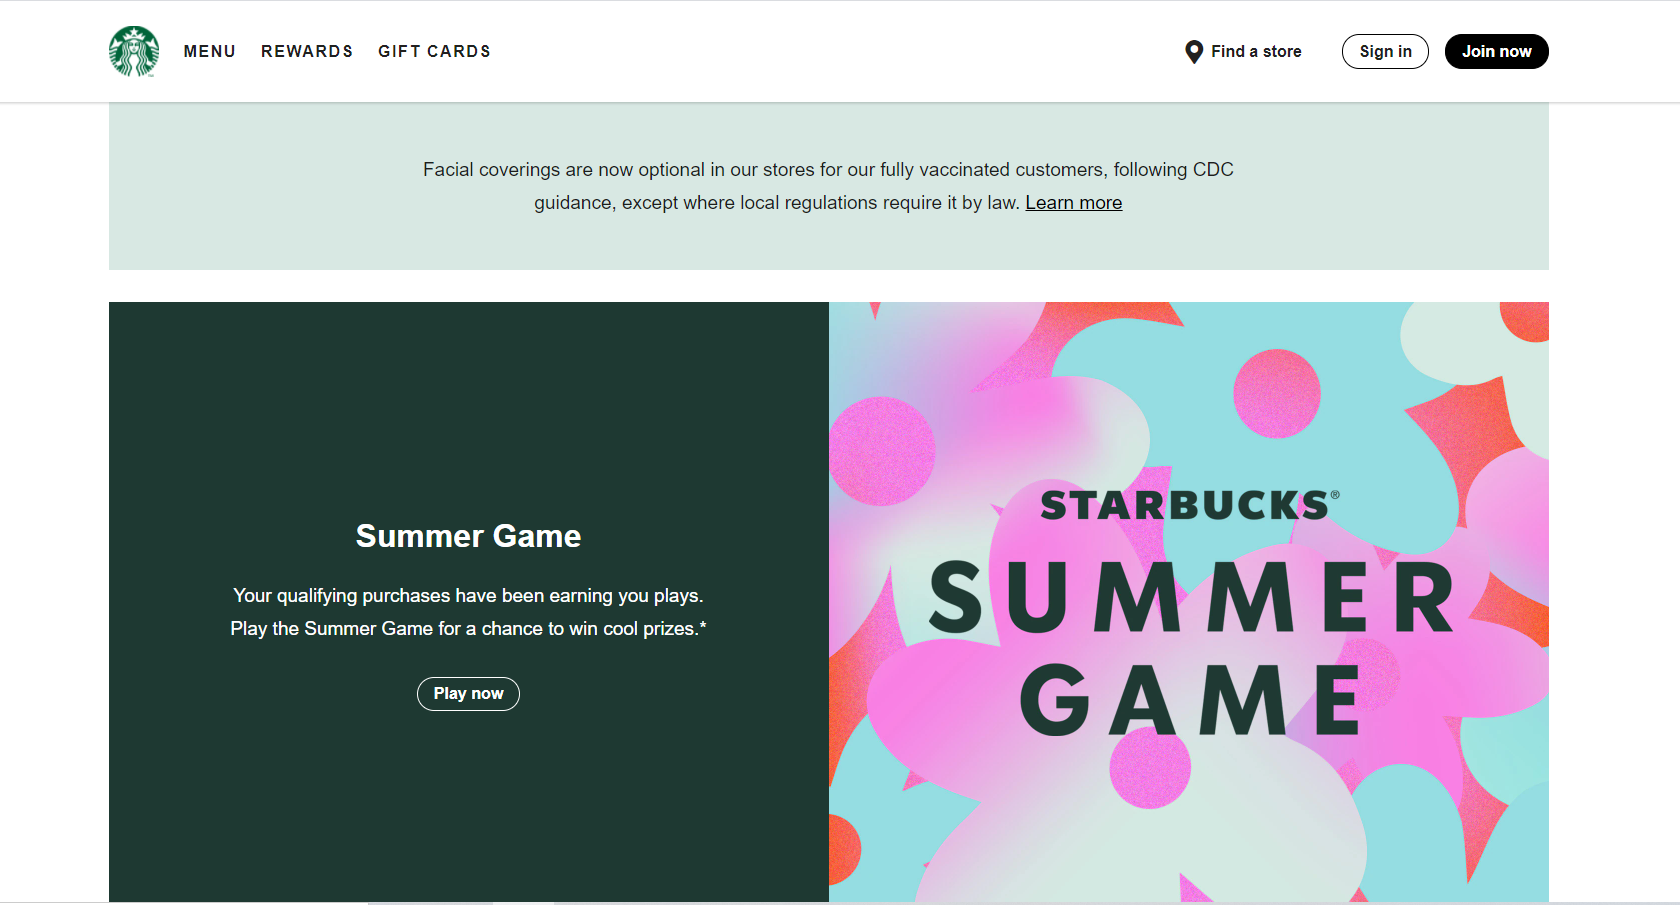 MENU REWARDS GIFT CARDS Find a store Sign in Join now
Facial coverings are now optional in our stores for our fully vaccinated customers, following CDC
guidance, except where local regulations require it by law. Learn more
Summer Game
Your qualifying purchases have been earning you plays.
Play the Summer Game for a chance to win cool prizes.*
Play now
STARBUCKS®
SUMMER
GAME